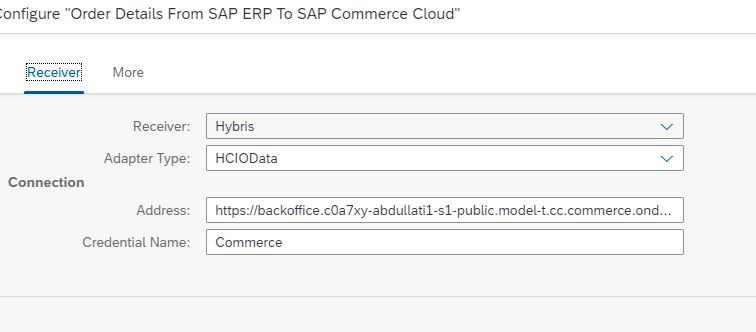 Configure "Order Details From SAP ERP To SAP Commerce Cloud"
Receiver More
Receiver: Hybris
Adapter Type: HCIOData
Connection
Address: https://backoffice.c0a7xy-abdullati1-s1-public.model-t.cc.commerce.ond...
Credential Name: Commerce